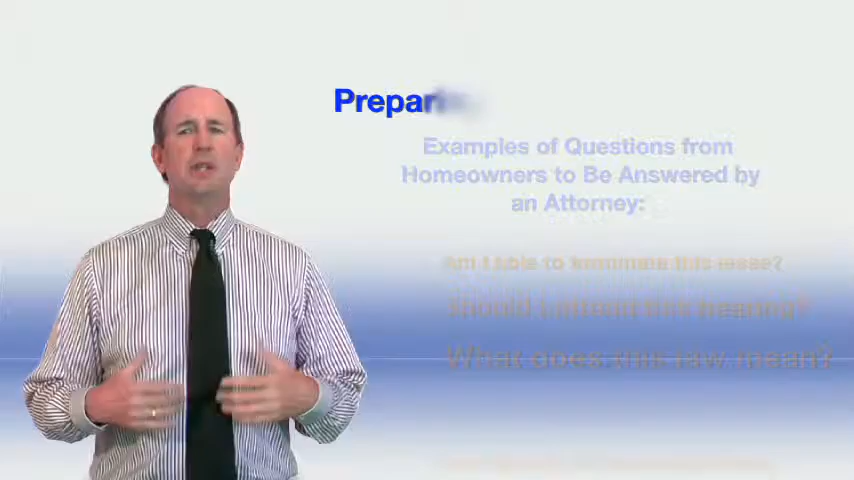 Prepar
Examples of Questions from
Homeowners to Be Answered by
an Attorney:
Am I able to terminate this lease?
Should I attend this hearing?
What does this law mean?